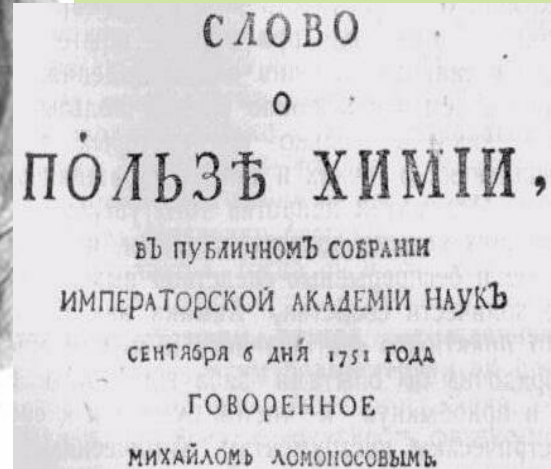 СЛОВО
О
ПОЛЬЗѢ ХИМІИ,
ВЪ ПУБЛИЧНОМЪ СОБРАНІИ
ИМПЕРАТОРСКОЙ АКАДЕМІИ НАУКЪ
СЕНТЯБРЯ 6 ДНЯ 1751 ГОДА
ГОВОРЕННОЕ
МИХАЙЛОМЪ ЛОМОНОСОВЫМЪ.